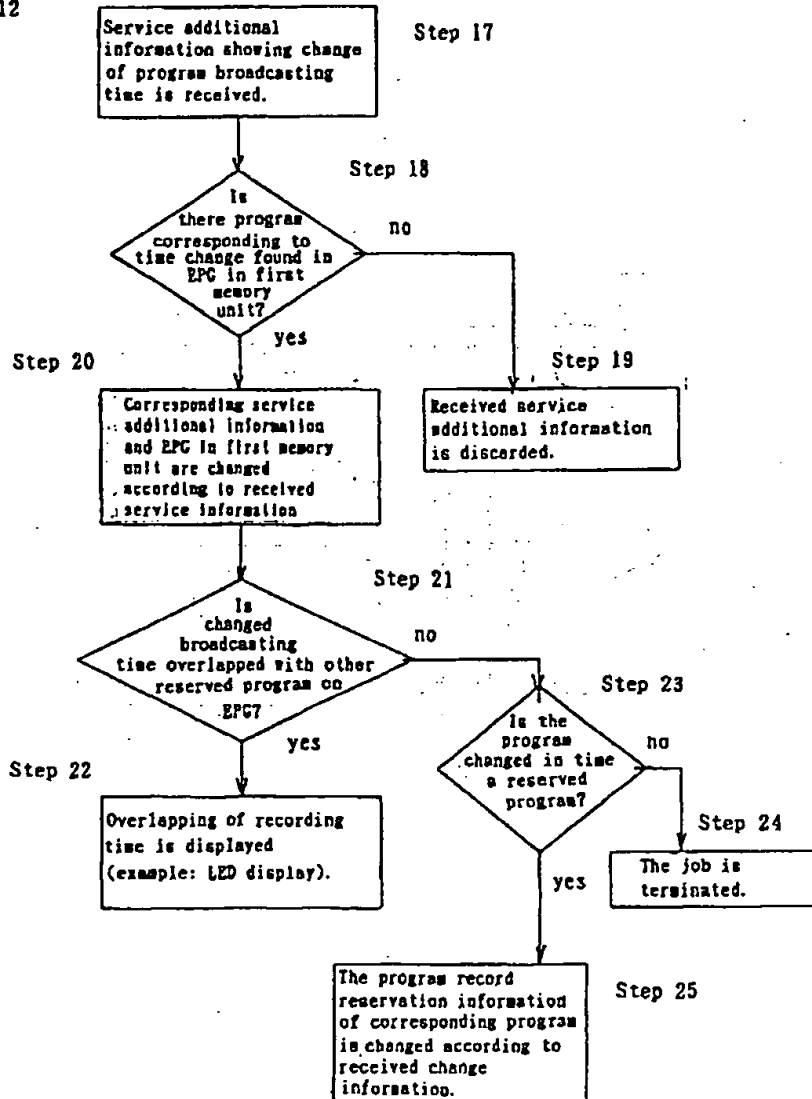 12
Service additional
information showing change
of program broadcasting
time is received.
Step 17
Step 18
Is
there program
corresponding to
time change found in
EPG in first
memory
unit?
no
yes
Step 20
Step 19
Corresponding service
additional information
and EPG in first memory
unit are changed
according to received
service information
Received service
additional information
is discarded.
Step 21
Is
changed
broadcasting
time overlapped with other
reserved program on
EPG?
no
yes
Step 23
Is the
program
changed in time
a reserved
program?
no
Step 22
Overlapping of recording
time is displayed
(example: LED display).
Step 24
The job is
terminated.
yes
Step 25
The program record
reservation information
of corresponding program
is changed according to
received change
information.